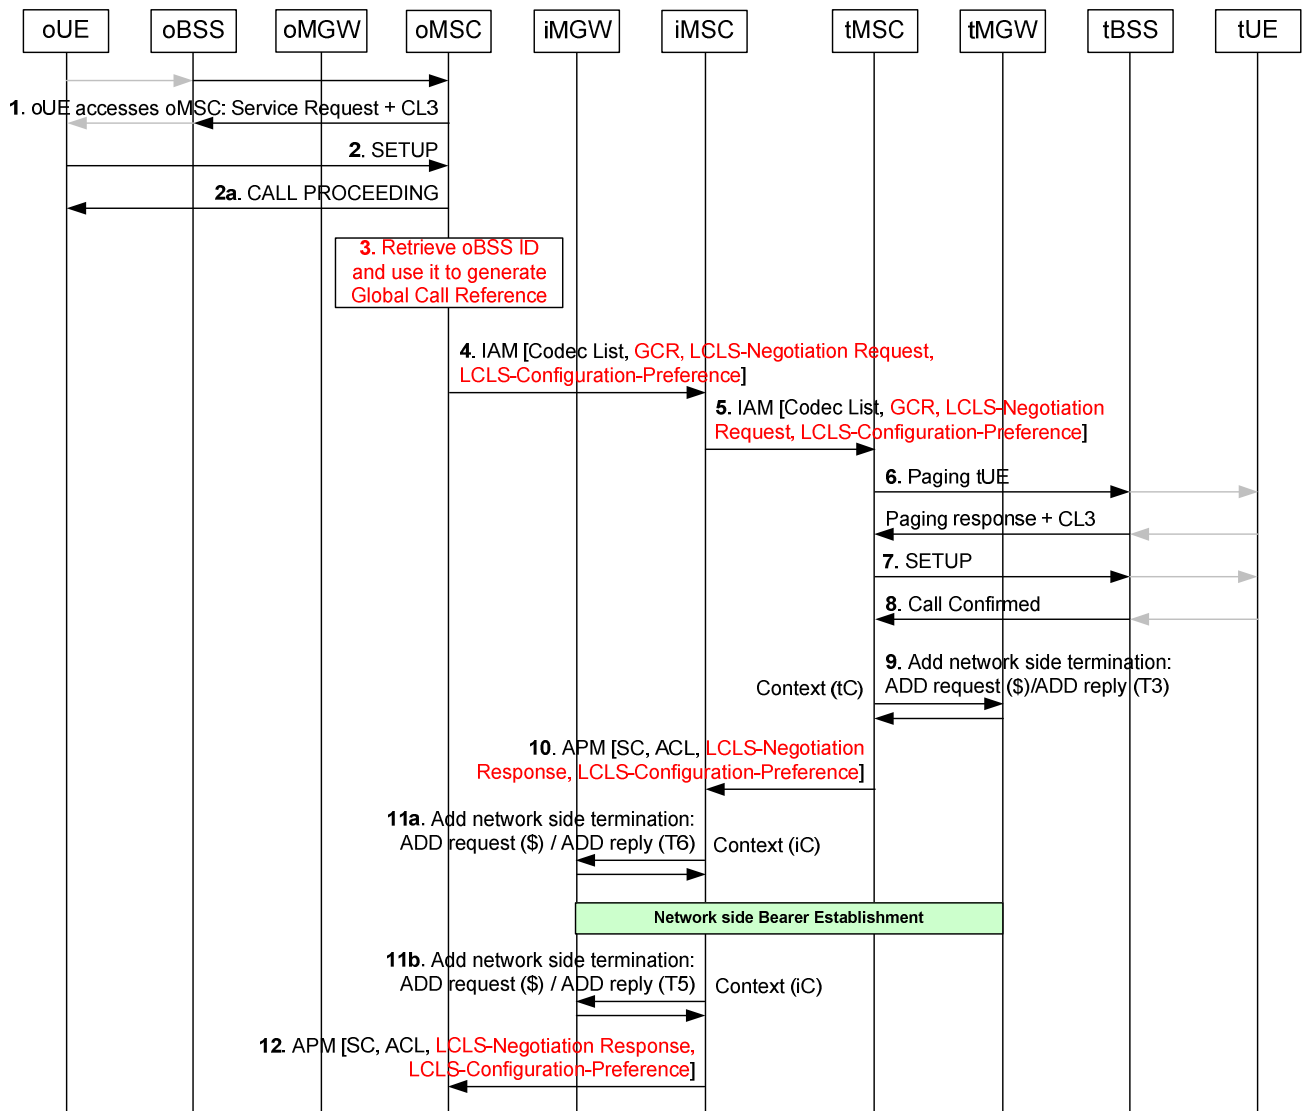 oUE oBSS oMGW oMSC iMGW iMSC tMSC tMGW tBSS tUE
1. oUE accesses oMSC: Service Request + CL3
2. SETUP
2a. CALL PROCEEDING
3. Retrieve oBSS ID
and use it to generate
Global Call Reference
4. IAM [Codec List, GCR, LCLS-Negotiation Request,
LCLS-Configuration-Preference]
5. IAM [Codec List, GCR, LCLS-Negotiation
Request, LCLS-Configuration-Preference]
6. Paging tUE
Paging response + CL3
7. SETUP
8. Call Confirmed
9. Add network side termination:
Context (tC) ADD request ($)/ADD reply (T3)
10. APM [SC, ACL, LCLS-Negotiation
Response, LCLS-Configuration-Preference]
11a. Add network side termination:
ADD request ($) / ADD reply (T6) Context (iC)
Network side Bearer Establishment
11b. Add network side termination:
ADD request ($) / ADD reply (T5) Context (iC)
12. APM [SC, ACL, LCLS-Negotiation Response,
LCLS-Configuration-Preference]